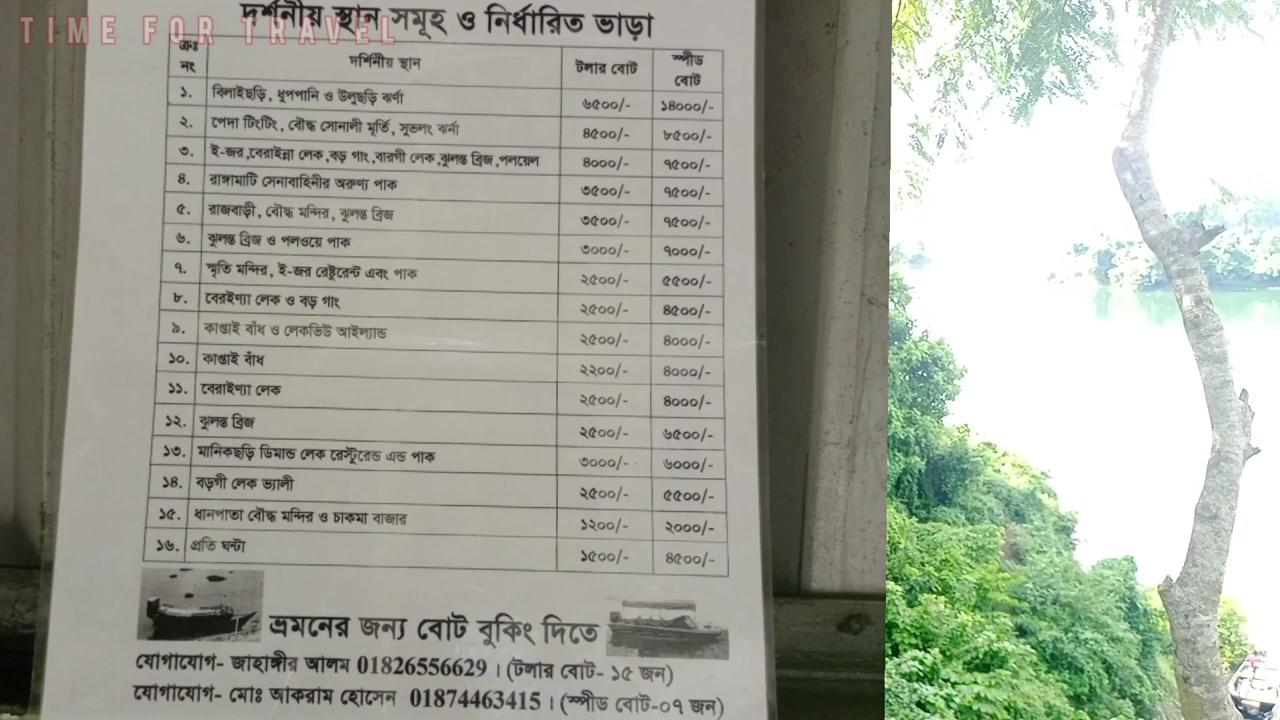 TIME FOR TRAVEL
দর্শনীয় স্থান সমূহ ও নির্ধারিত ভাড়া
ক্রঃ নং দর্শিনীয় স্থান টলার বোট স্পীড বোট
১. বিলাইছড়ি, ধুপপানি ও উলুছড়ি ঝর্ণা ৬৫০০/- ১৪০০০/-
২. পেদা টিংটিং, বৌদ্ধ সোনালী মূর্তি, সুভলং ঝর্না ৪৫০০/- ৮৫০০/-
৩. ই-জর,বেরাইন্না লেক,বড় গাং,বারগী লেক,ঝুলন্ত ব্রিজ,পলয়েল ৪০০০/- ৭৫০০/-
৪. রাঙ্গামাটি সেনাবাহিনীর অরুণ্য পাক ৩৫০০/- ৭৫০০/-
৫. রাজবাড়ী, বৌদ্ধ মন্দির, ঝুলন্ত ব্রিজ ৩৫০০/- ৭৫০০/-
৬. ঝুলন্ত ব্রিজ ও পলওয়ে পাক ৩০০০/- ৭০০০/-
৭. স্মৃতি মন্দির, ই-জর রেষ্টুরেন্ট এবং পাক ২৫০০/- ৫৫০০/-
৮. বেরইণ্যা লেক ও বড় গাং ২৫০০/- ৪৫০০/-
৯. কাপ্তাই বাঁধ ও লেকভিউ আইল্যান্ড ২৫০০/- ৪০০০/-
১০. কাপ্তাই বাঁধ ২২০০/- ৪০০০/-
১১. বেরাইণ্যা লেক ২৫০০/- ৪০০০/-
১২. ঝুলন্ত ব্রিজ ২৫০০/- ৬৫০০/-
১৩. মানিকছড়ি ডিমান্ড লেক রেস্টুরেন্ড এন্ড পাক ৩০০০/- ৬০০০/-
১৪. বড়গী লেক ভ্যালী ২৫০০/- ৫৫০০/-
১৫. ধানপাতা বৌদ্ধ মন্দির ও চাকমা বাজার ১২০০/- ২০০০/-
১৬. প্রতি ঘন্টা ১৫০০/- ৪৫০০/-
ভ্রমনের জন্য বোট বুকিং দিতে
যোগাযোগ- জাহাঙ্গীর আলম 01826556629 । (টলার বোট- ১৫ জন)
যোগাযোগ- মোঃ আকরাম হোসেন 01874463415 । (স্পীড বোট-০৭ জন)